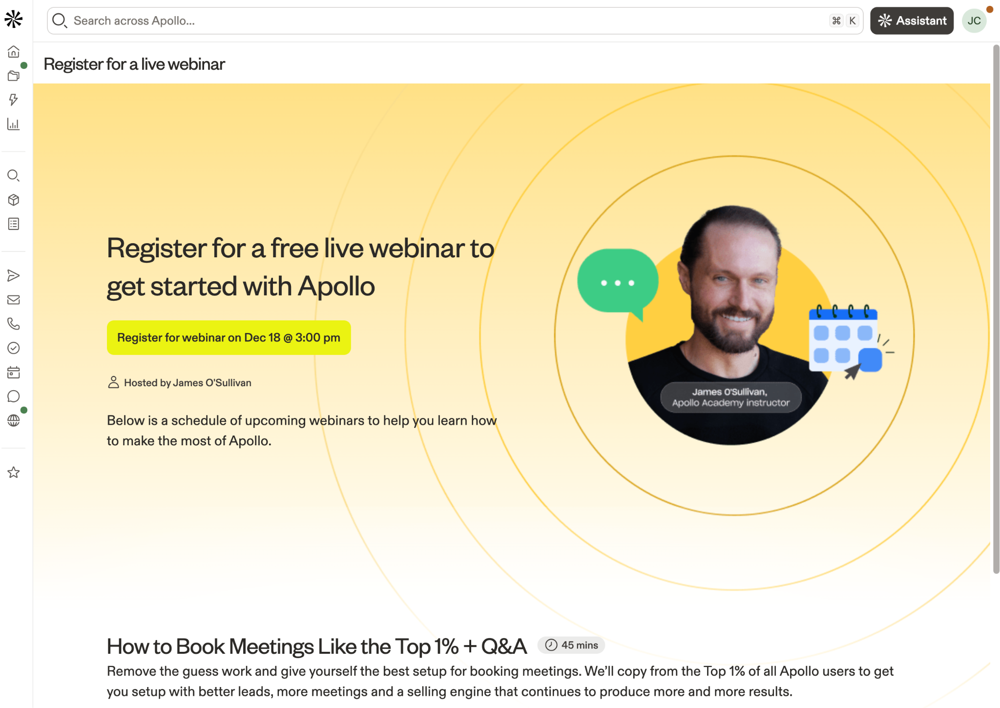 Search across Apollo...
⌘ K
Assistant
JC
Register for a live webinar
Register for a free live webinar to
get started with Apollo
Register for webinar on Dec 18 @ 3:00 pm
Hosted by James O'Sullivan
Below is a schedule of upcoming webinars to help you learn how
to make the most of Apollo.
James O'Sullivan,
Apollo Academy instructor
How to Book Meetings Like the Top 1% + Q&A
45 mins
Remove the guess work and give yourself the best setup for booking meetings. We’ll copy from the Top 1% of all Apollo users to get
you setup with better leads, more meetings and a selling engine that continues to produce more and more results.